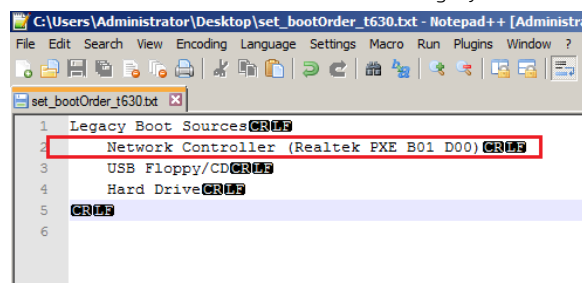 C:\Users\Administrator\Desktop\set_bootOrder_t630.txt - Notepad++ [Administra
File Edit Search View Encoding Language Settings Macro Run Plugins Window ?
set_bootOrder_t630.txt
1 Legacy Boot SourcesCRLF
2 Network Controller (Realtek PXE B01 D00)CRLF
3 USB Floppy/CDCRLF
4 Hard DriveCRLF
5 CRLF
6